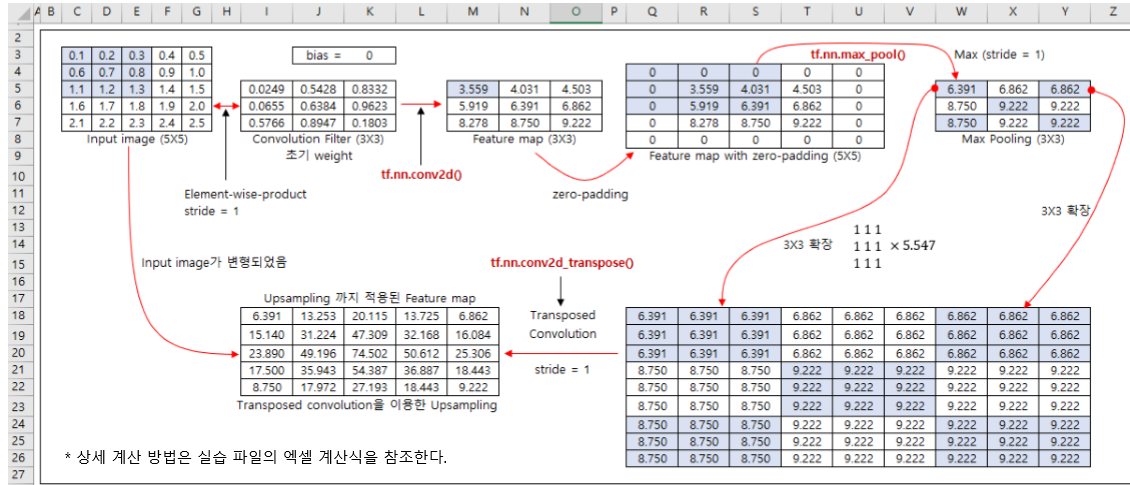 A B C D E F G H I J K L M N O P Q R S T U V W X Y Z
2
3 0.1 0.2 0.3 0.4 0.5 bias = 0 tf.nn.max_pool() Max (stride = 1)
4 0.6 0.7 0.8 0.9 1.0 0 0 0 0 0
5 1.1 1.2 1.3 1.4 1.5 0.0249 0.5428 0.8332 3.559 4.031 4.503 0 3.559 4.031 4.503 0 6.391 6.862 6.862
6 1.6 1.7 1.8 1.9 2.0 0.0655 0.6384 0.9623 5.919 6.391 6.862 0 5.919 6.391 6.862 0 8.750 9.222 9.222
7 2.1 2.2 2.3 2.4 2.5 0.5766 0.8947 0.1803 8.278 8.750 9.222 0 8.278 8.750 9.222 0 8.750 9.222 9.222
8 Input image (5X5) Convolution Filter (3X3) Feature map (3X3) 0 0 0 0 0 Max Pooling (3X3)
9 초기 weight Feature map with zero-padding (5X5)
10 tf.nn.conv2d()
11 Element-wise-product zero-padding
12 stride = 1 3X3 확장
13 1 1 1
14 3X3 확장 1 1 1 × 5.547
15 Input image가 변형되었음 tf.nn.conv2d_transpose() 1 1 1
16
17 Upsampling 까지 적용된 Feature map
18 6.391 13.253 20.115 13.725 6.862 Transposed 6.391 6.391 6.391 6.862 6.862 6.862 6.862 6.862 6.862
19 15.140 31.224 47.309 32.168 16.084 Convolution 6.391 6.391 6.391 6.862 6.862 6.862 6.862 6.862 6.862
20 23.890 49.196 74.502 50.612 25.306 6.391 6.391 6.391 6.862 6.862 6.862 6.862 6.862 6.862
21 17.500 35.943 54.387 36.887 18.443 stride = 1 8.750 8.750 8.750 9.222 9.222 9.222 9.222 9.222 9.222
22 8.750 17.972 27.193 18.443 9.222 8.750 8.750 8.750 9.222 9.222 9.222 9.222 9.222 9.222
23 Transposed convolution을 이용한 Upsampling 8.750 8.750 8.750 9.222 9.222 9.222 9.222 9.222 9.222
24 8.750 8.750 8.750 9.222 9.222 9.222 9.222 9.222 9.222
25 8.750 8.750 8.750 9.222 9.222 9.222 9.222 9.222 9.222
26 * 상세 계산 방법은 실습 파일의 엑셀 계산식을 참조한다. 8.750 8.750 8.750 9.222 9.222 9.222 9.222 9.222 9.222
27